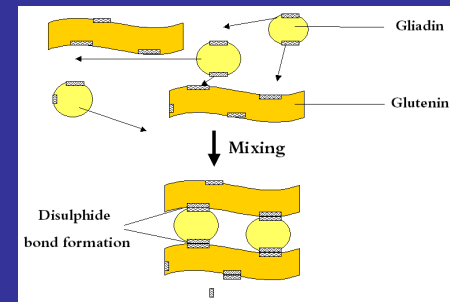 Gliadin
Glutenin
Mixing
Disulphide
bond formation